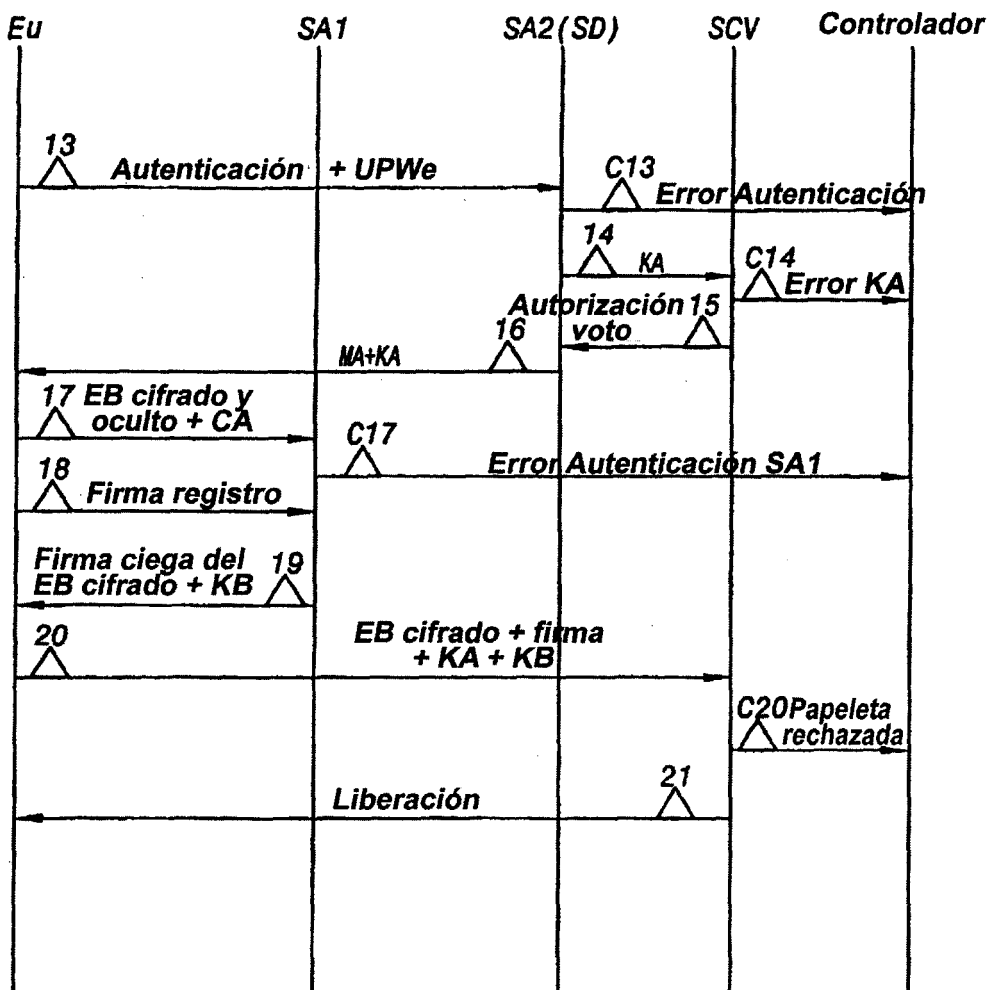 Eu SA1 SA2(SD) SCV Controlador
13
Autenticación + UPWe
C13
Error Autenticación
14
KA
C14
Error KA
Autorización 15
voto
16
MA+KA
17 EB cifrado y
oculto + CA
C17
Error Autenticación SA1
18
Firma registro
Firma ciega del 19
EB cifrado + KB
20
EB cifrado + firma
+ KA + KB
C20 Papeleta
rechazada
21
Liberación